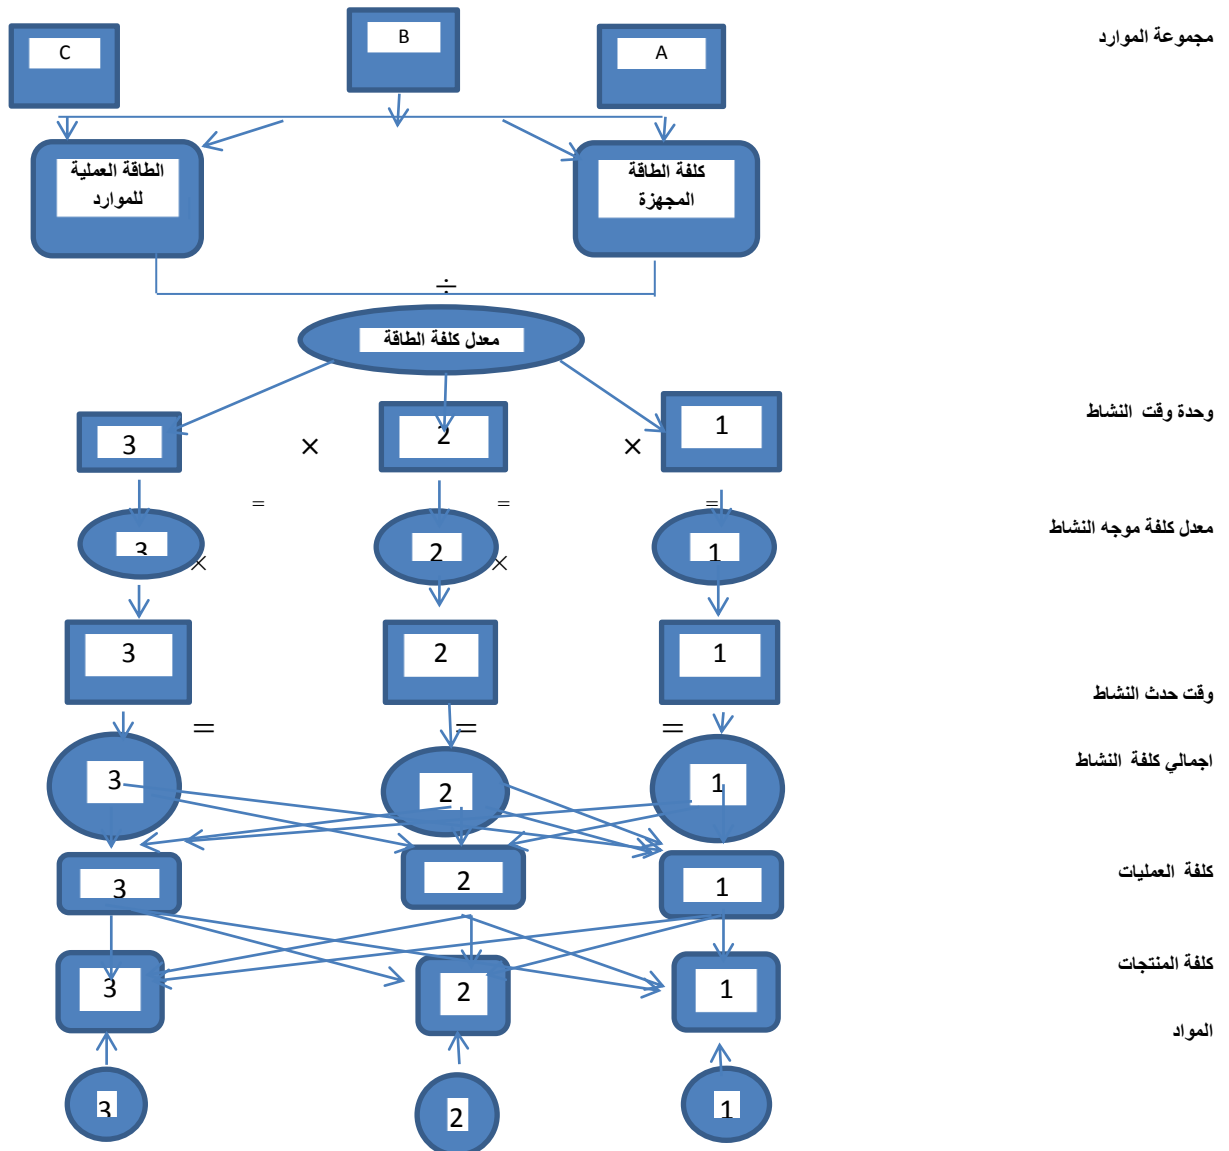 مجموعة الموارد
A
B
C
كلفة الطاقة
المجهزة
الطاقة العملية
للموارد
÷
معدل كلفة الطاقة
وحدة وقت النشاط
1
×
2
×
3
=
=
=
معدل كلفة موجه النشاط
1
2
3
×
×
1
2
3
وقت حدث النشاط
=
=
=
اجمالي كلفة النشاط
1
2
3
كلفة العمليات
1
2
3
كلفة المنتجات
1
2
3
المواد
1
2
3